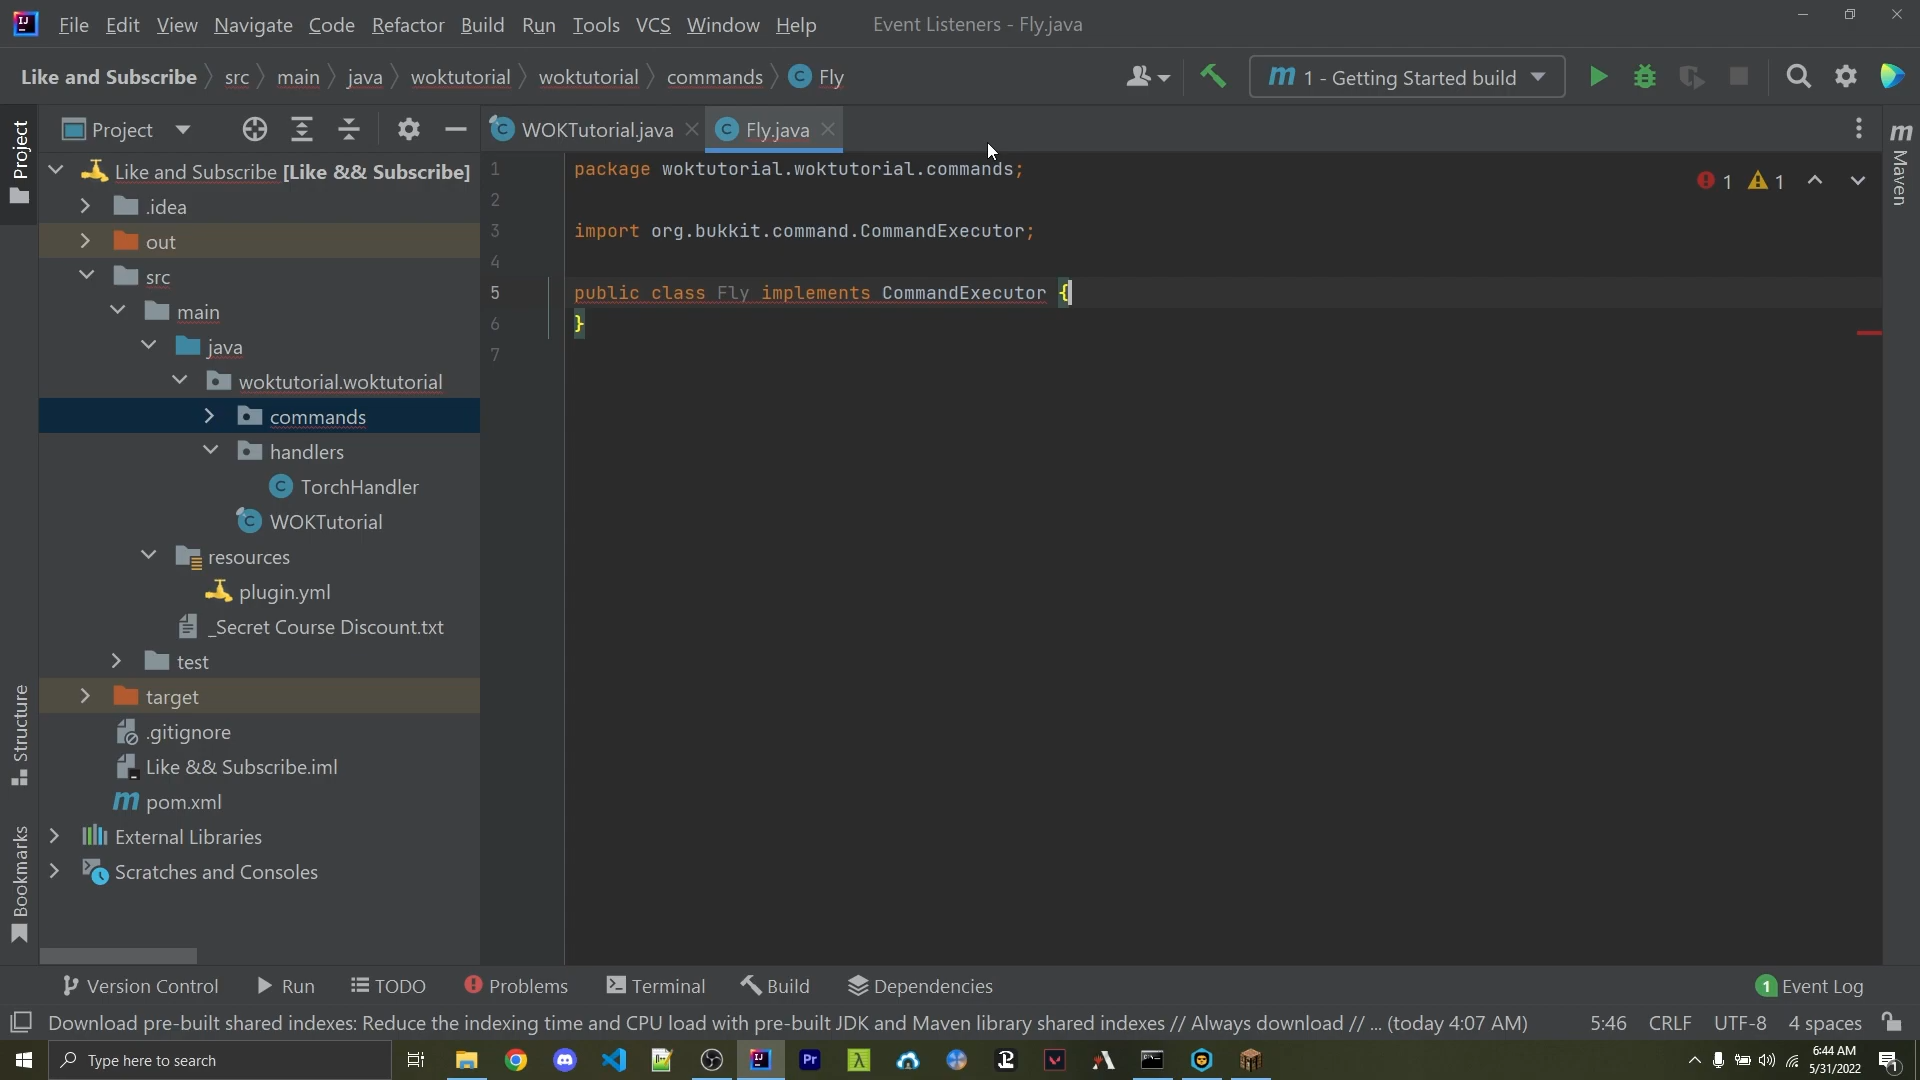 File Edit View Navigate Code Refactor Build Run Tools VCS Window Help Event Listeners - Fly.java
Like and Subscribe src main java woktutorial woktutorial commands C Fly m 1 - Getting Started build
Project WOKTutorial.java Fly.java
Project
Like and Subscribe [Like && Subscribe]
.idea
out
src
main
java
woktutorial.woktutorial
commands
handlers
TorchHandler
WOKTutorial
resources
plugin.yml
_Secret Course Discount.txt
test
target
.gitignore
Like && Subscribe.iml
pom.xml
External Libraries
Scratches and Consoles
Structure
Bookmarks
1 package woktutorial.woktutorial.commands;
2
3 import org.bukkit.command.CommandExecutor;
4
5 public class Fly implements CommandExecutor {
6 }
7
1 1
m Maven
Version Control Run TODO Problems Terminal Build Dependencies 1 Event Log
Download pre-built shared indexes: Reduce the indexing time and CPU load with pre-built JDK and Maven library shared indexes // Always download // ... (today 4:07 AM) 5:46 CRLF UTF-8 4 spaces
Type here to search
6:44 AM
5/31/2022
1